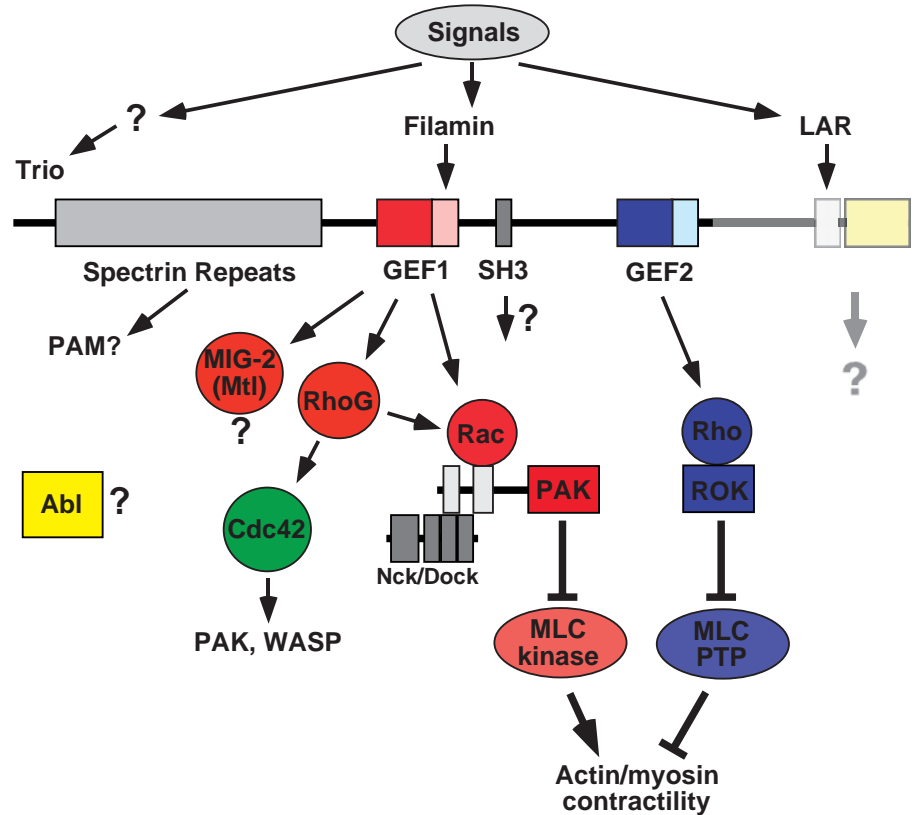 Signals
?
Filamin
LAR
Trio
Spectrin Repeats
GEF1
SH3
GEF2
PAM?
?
MIG-2
(Mtl)
?
RhoG
Rac
Rho
?
Abl
?
PAK
ROK
Cdc42
Nck/Dock
PAK, WASP
MLC
kinase
MLC
PTP
Actin/myosin
contractility